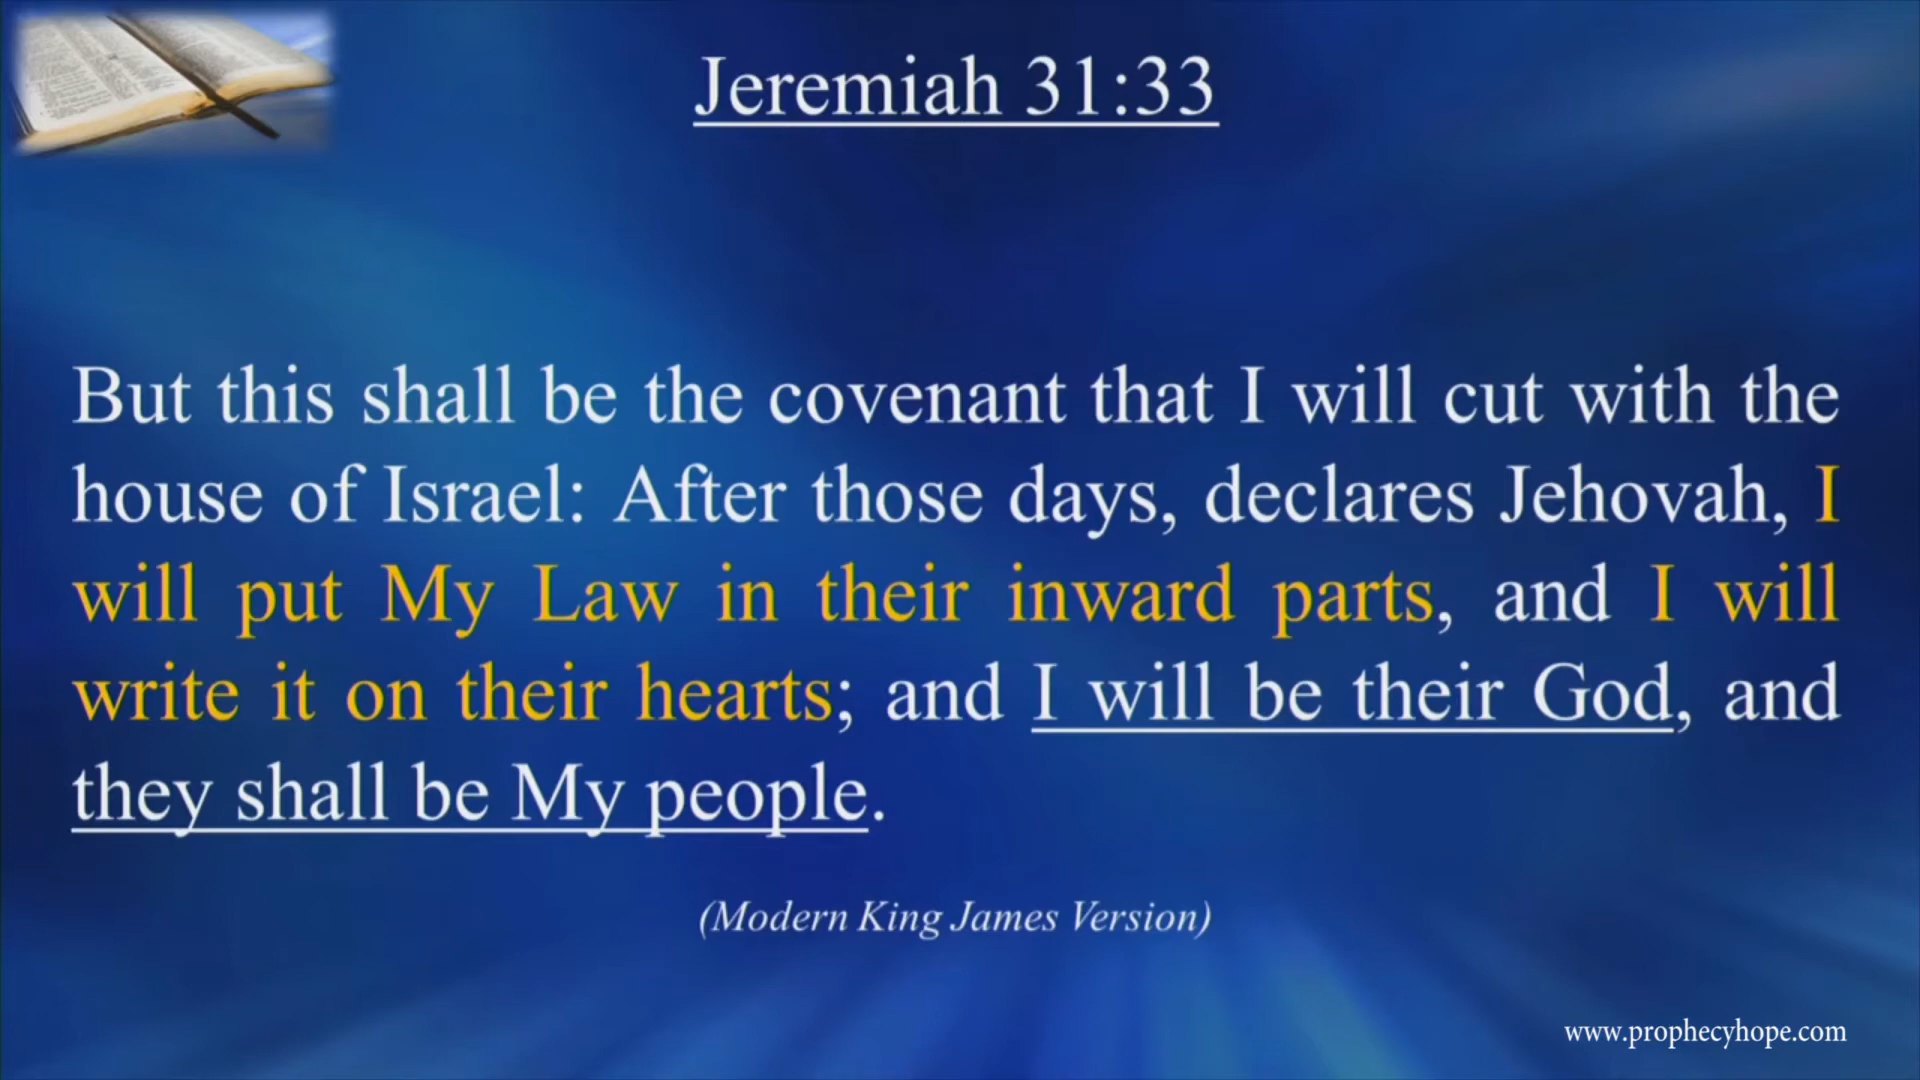 Jeremiah 31:33
But this shall be the covenant that I will cut with the
house of Israel: After those days, declares Jehovah, I
will put My Law in their inward parts, and I will
write it on their hearts; and I will be their God, and
they shall be My people.
(Modern King James Version)
www.prophecyhope.com